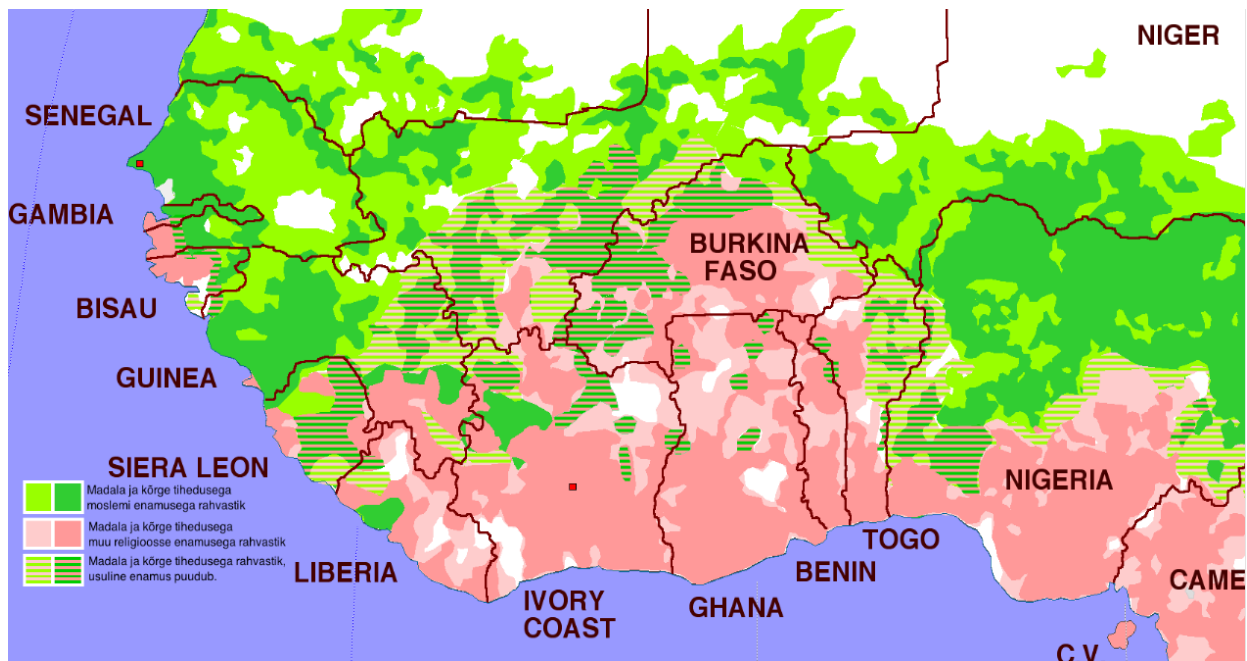 NIGER
SENEGAL
GAMBIA
BURKINA
FASO
BISAU
GUINEA
SIERA LEON
NIGERIA
Madala ja kõrge tihedusega
moslemi enamusega rahvastik
Madala ja kõrge tihedusega
muu religioosse enamusega rahvastik
Madala ja kõrge tihedusega rahvastik,
usuline enamus puudub.
LIBERIA
TOGO
BENIN
IVORY
COAST
GHANA
CAME
C.V